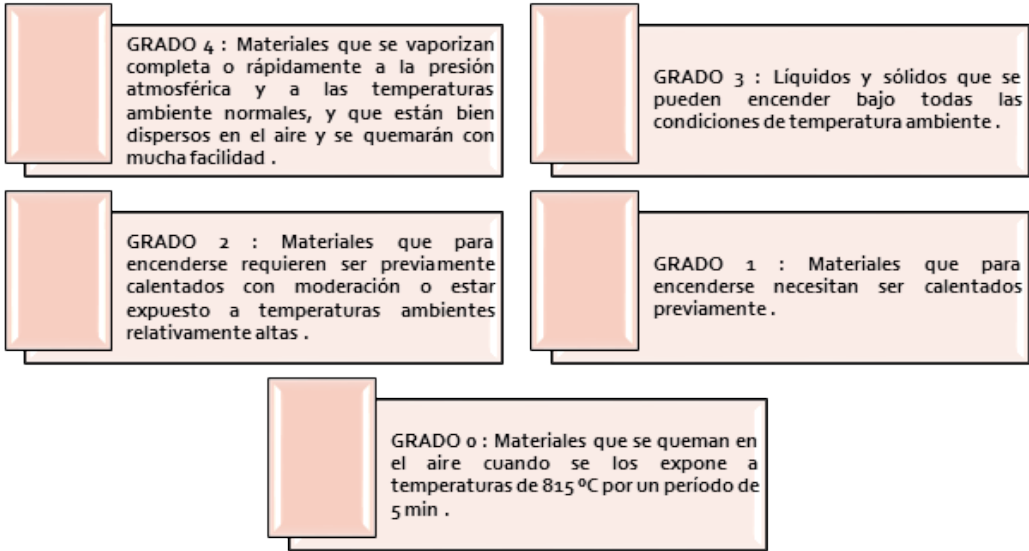 GRADO 4 : Materiales que se vaporizan
completa o rápidamente a la presión
atmosférica y a las temperaturas
ambiente normales, y que están bien
dispersos en el aire y se quemarán con
mucha facilidad .
GRADO 3 : Líquidos y sólidos que se
pueden encender bajo todas las
condiciones de temperatura ambiente .
GRADO 2 : Materiales que para
encenderse requieren ser previamente
calentados con moderación o estar
expuesto a temperaturas ambientes
relativamente altas .
GRADO 1 : Materiales que para
encenderse necesitan ser calentados
previamente .
GRADO 0 : Materiales que se queman en
el aire cuando se los expone a
temperaturas de 815 ºC por un período de
5 min .